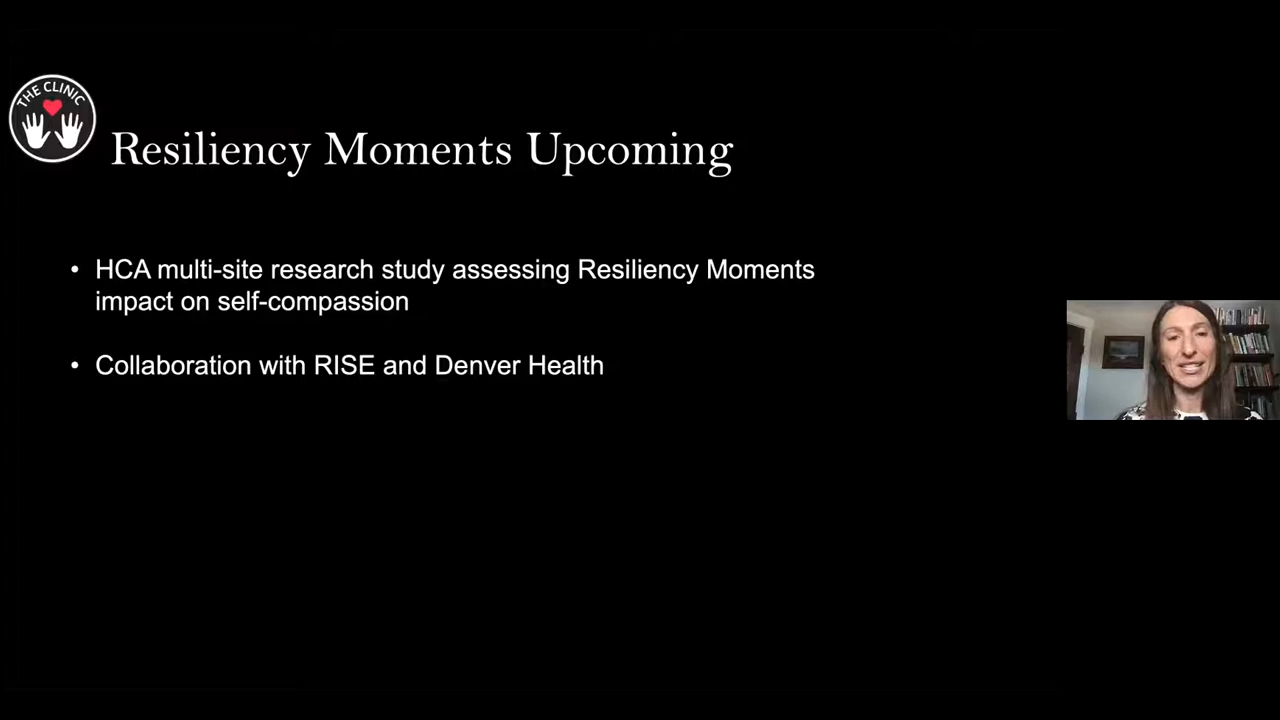 THE CLINIC
Resiliency Moments Upcoming
• HCA multi-site research study assessing Resiliency Moments
impact on self-compassion
• Collaboration with RISE and Denver Health